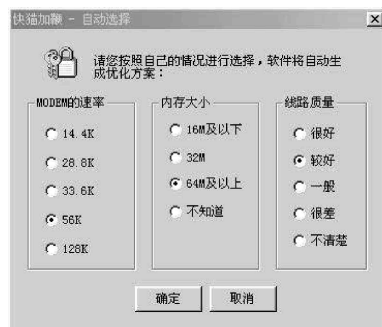 快猫加鞭 - 自动选择
请您按照自己的情况进行选择，软件将自动生
成优化方案：
MODEM的速率
14.4K
28.8K
33.6K
56K
128K
内存大小
16M及以下
32M
64M及以上
不知道
线路质量
很好
较好
一般
很差
不清楚
确定
取消